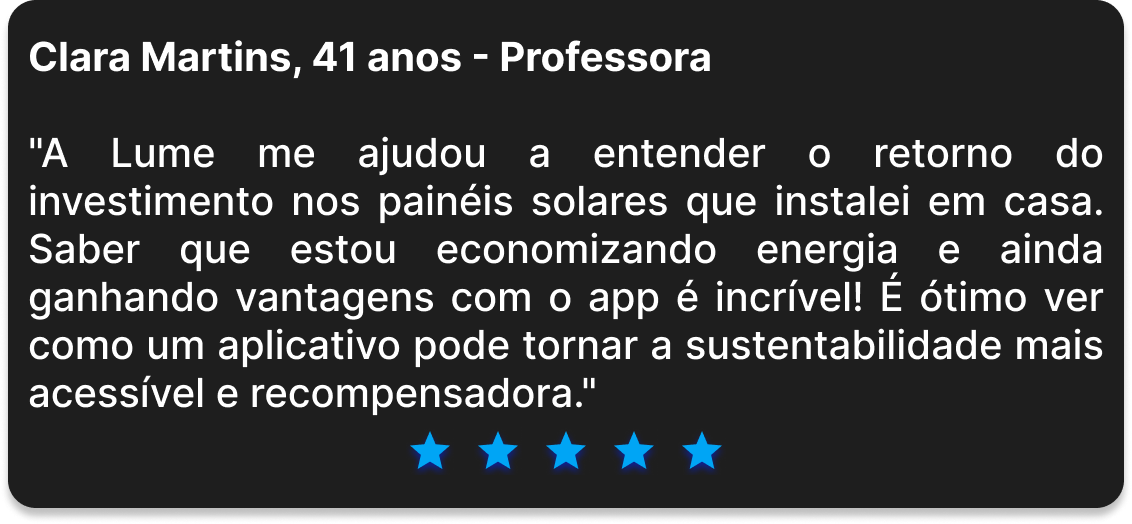 Clara Martins, 41 anos - Professora
"A Lume me ajudou a entender o retorno do
investimento nos painéis solares que instalei em casa.
Saber que estou economizando energia e ainda
ganhando vantagens com o app é incrível! É ótimo ver
como um aplicativo pode tornar a sustentabilidade mais
acessível e recompensadora."